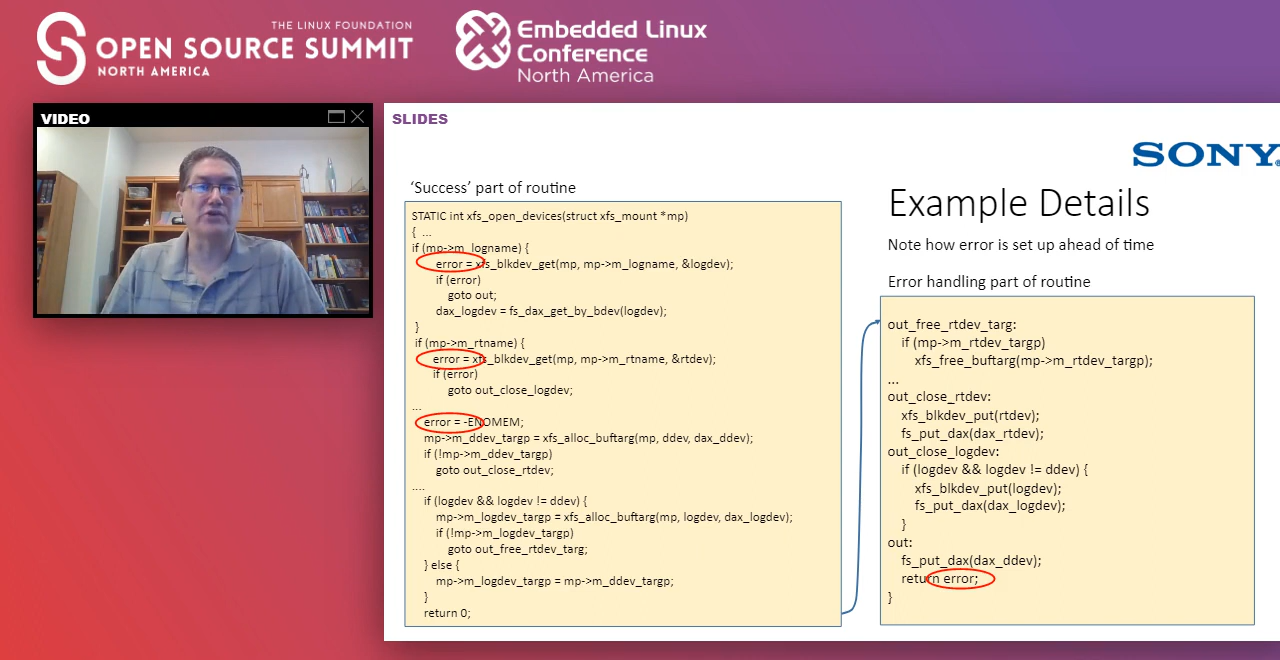 THE LINUX FOUNDATION
OPEN SOURCE SUMMIT
NORTH AMERICA
Embedded Linux
Conference
North America
VIDEO
SLIDES
SONY
‘Success’ part of routine
STATIC int xfs_open_devices(struct xfs_mount *mp)
{ ...
if (mp->m_logname) {
error = xfs_blkdev_get(mp, mp->m_logname, &logdev);
if (error)
goto out;
dax_logdev = fs_dax_get_by_bdev(logdev);
}
if (mp->m_rtname) {
error = xfs_blkdev_get(mp, mp->m_rtname, &rtdev);
if (error)
goto out_close_logdev;
...
error = -ENOMEM;
mp->m_ddev_targp = xfs_alloc_buftarg(mp, ddev, dax_ddev);
if (!mp->m_ddev_targp)
goto out_close_rtdev;
....
if (logdev && logdev != ddev) {
mp->m_logdev_targp = xfs_alloc_buftarg(mp, logdev, dax_logdev);
if (!mp->m_logdev_targp)
goto out_free_rtdev_targ;
} else {
mp->m_logdev_targp = mp->m_ddev_targp;
}
return 0;
Example Details
Note how error is set up ahead of time
Error handling part of routine
out_free_rtdev_targ:
if (mp->m_rtdev_targp)
xfs_free_buftarg(mp->m_rtdev_targp);
...
out_close_rtdev:
xfs_blkdev_put(rtdev);
fs_put_dax(dax_rtdev);
out_close_logdev:
if (logdev && logdev != ddev) {
xfs_blkdev_put(logdev);
fs_put_dax(dax_logdev);
}
out:
fs_put_dax(dax_ddev);
return error;
}